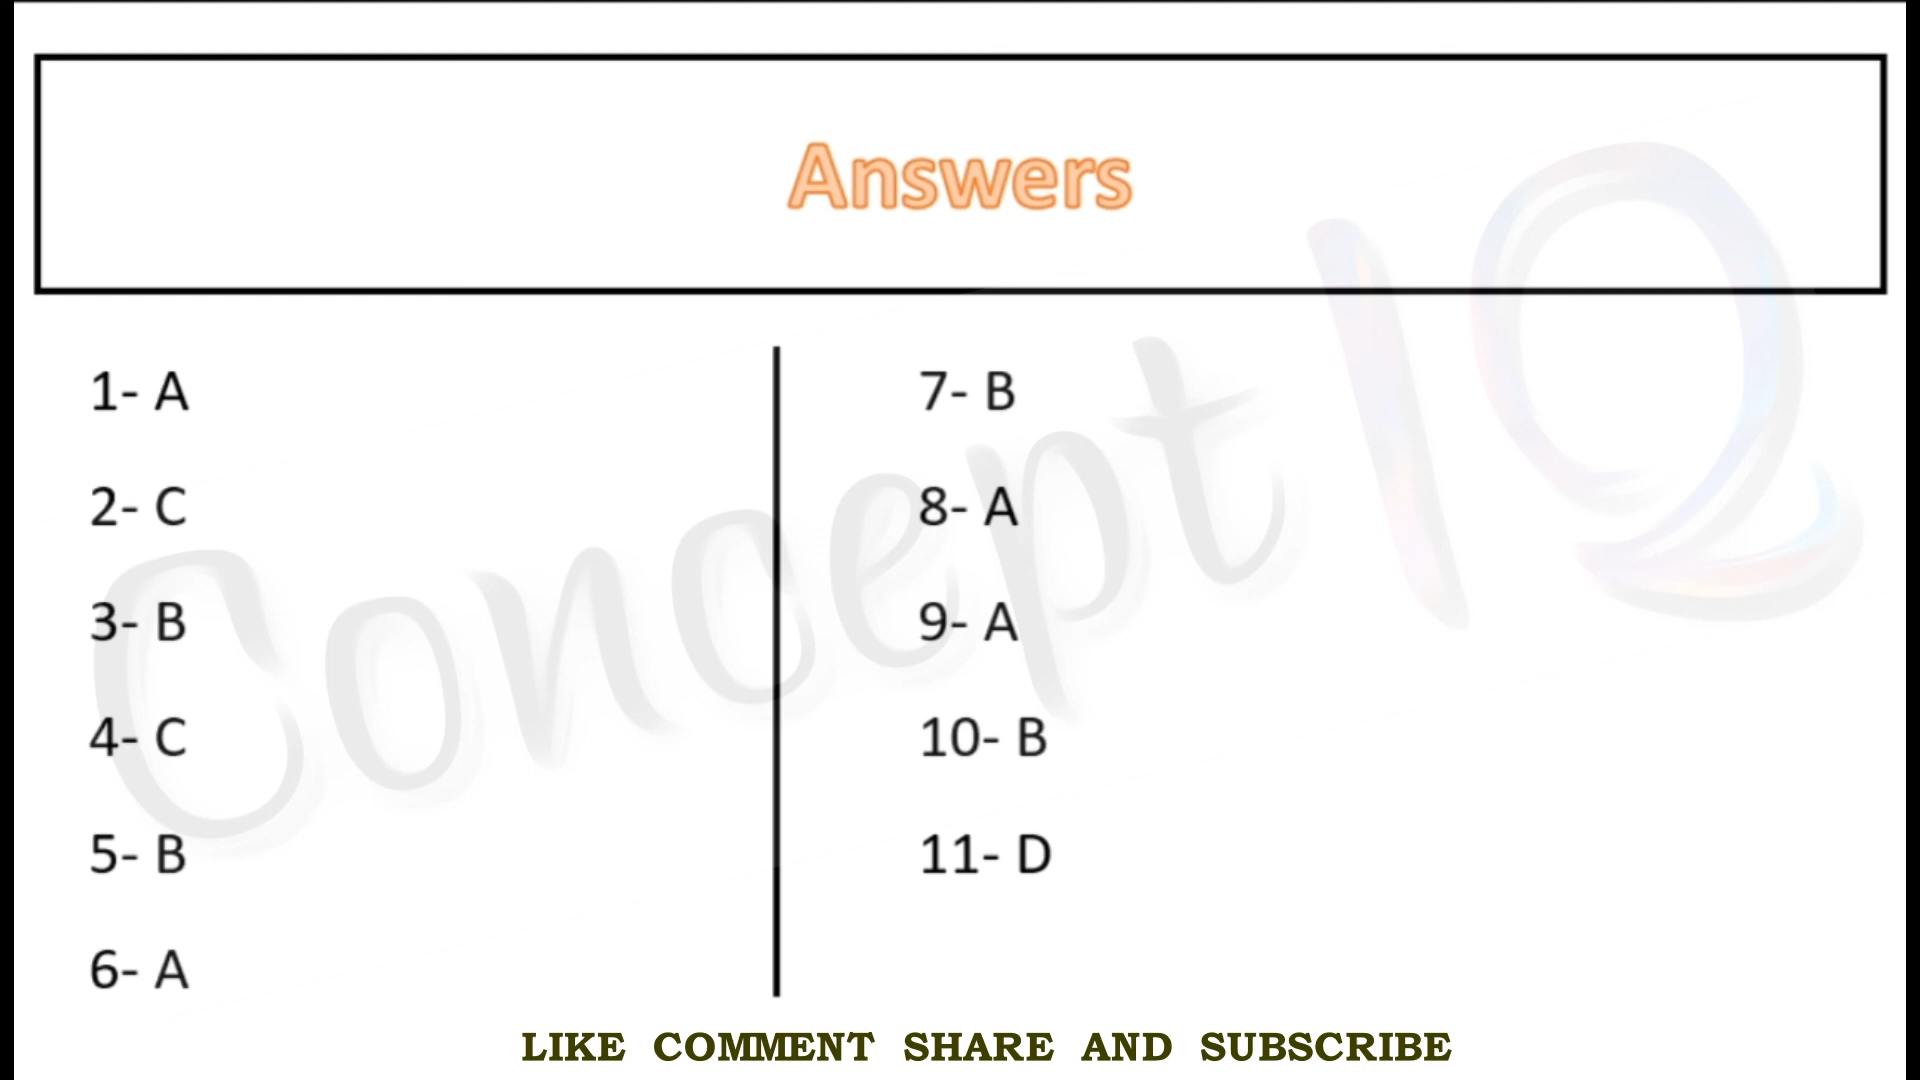 Answers
1- A
2- C
3- B
4- C
5- B
6- A
7- B
8- A
9- A
10- B
11- D
Concept IQ
LIKE COMMENT SHARE AND SUBSCRIBE